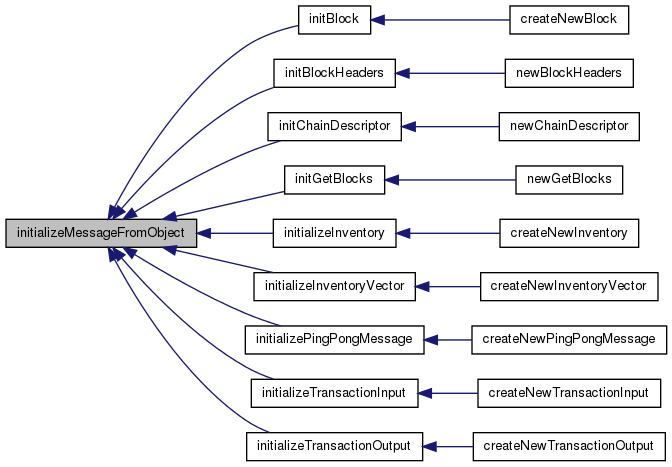 initBlock
createNewBlock
initBlockHeaders
newBlockHeaders
initChainDescriptor
newChainDescriptor
initGetBlocks
newGetBlocks
initializeMessageFromObject
initializeInventory
createNewInventory
initializeInventoryVector
createNewInventoryVector
initializePingPongMessage
createNewPingPongMessage
initializeTransactionInput
createNewTransactionInput
initializeTransactionOutput
createNewTransactionOutput